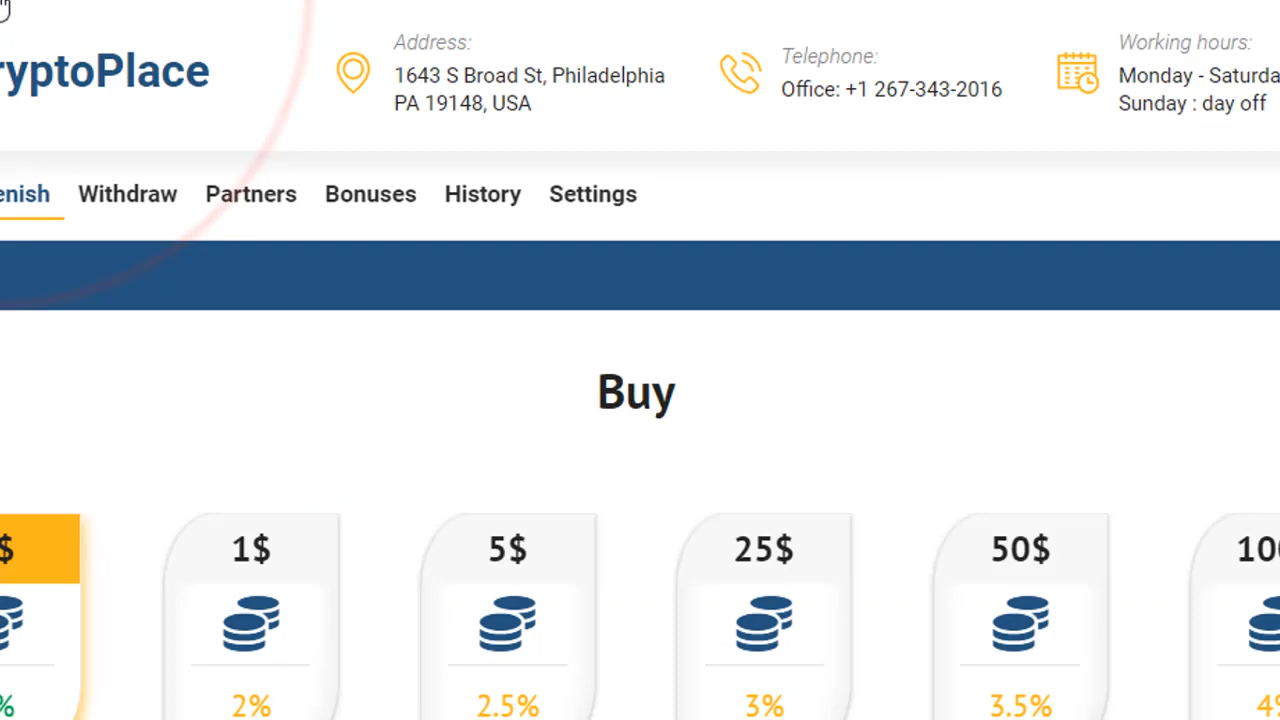 ryptoPlace
Address:
1643 S Broad St, Philadelphia
PA 19148, USA
Telephone:
Office: +1 267-343-2016
Working hours:
Monday - Saturda
Sunday : day off
enish
Withdraw
Partners
Bonuses
History
Settings
Buy
$
1$
5$
25$
50$
100
%
2%
2.5%
3%
3.5%
4%